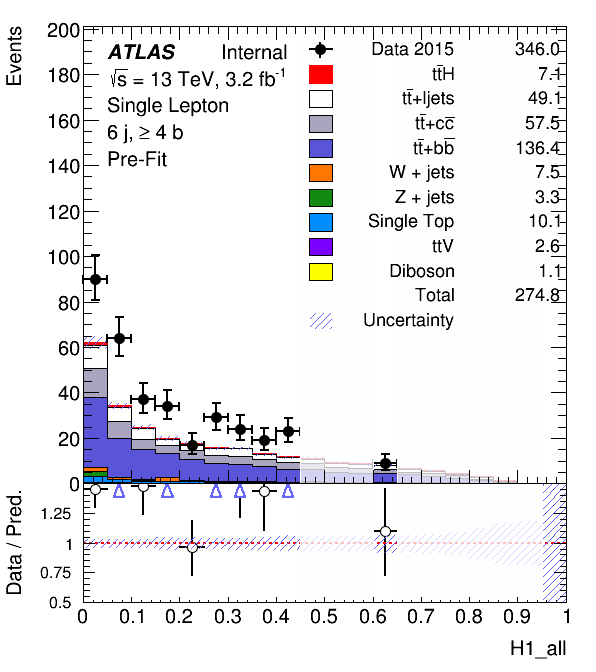 Events
ATLAS Internal
√s = 13 TeV, 3.2 fb⁻¹
Single Lepton
6 j, ≥ 4 b
Pre-Fit
Data 2015 346.0
tt̄H 7.1
tt̄+ljets 49.1
tt̄+cc̄ 57.5
tt̄+bb̄ 136.4
W + jets 7.5
Z + jets 3.3
Single Top 10.1
ttV 2.6
Diboson 1.1
Total 274.8
Uncertainty
200
180
160
140
120
100
80
60
40
20
0
Data / Pred.
1.25
1
0.75
0.5
0 0.1 0.2 0.3 0.4 0.5 0.6 0.7 0.8 0.9 1
H1_all